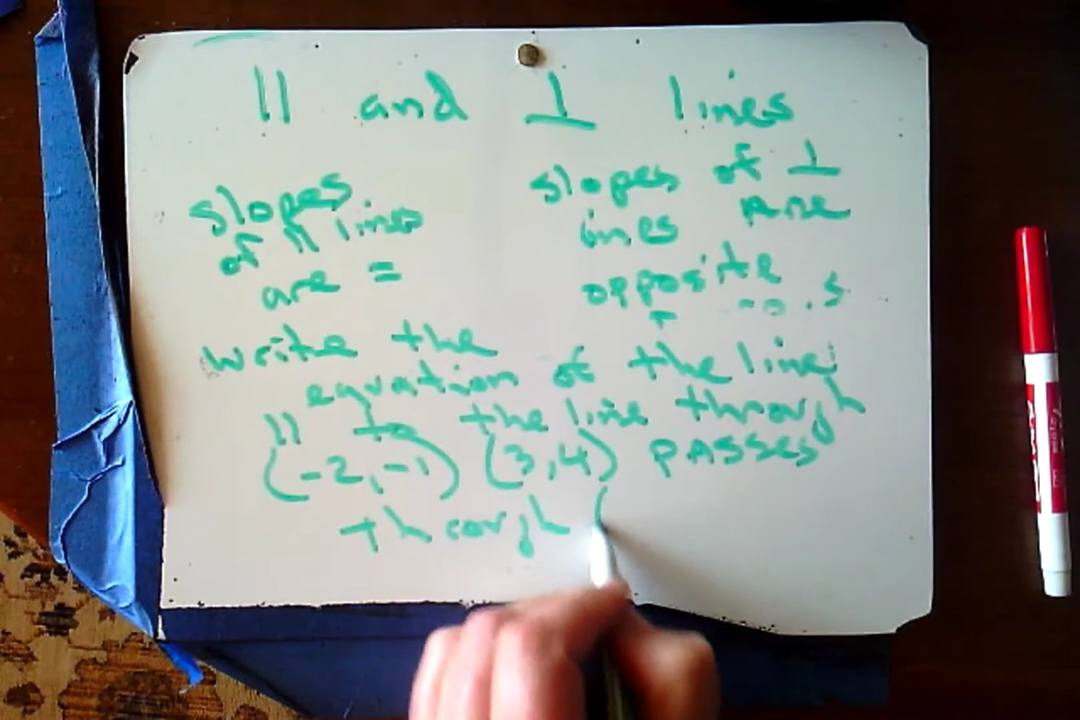 || and ⊥ lines
slopes
of || lines
are =
slopes of ⊥
lines are
opposite
write the
equation of the line
|| to the line through
(-2,-1) (3,4) passes
through (